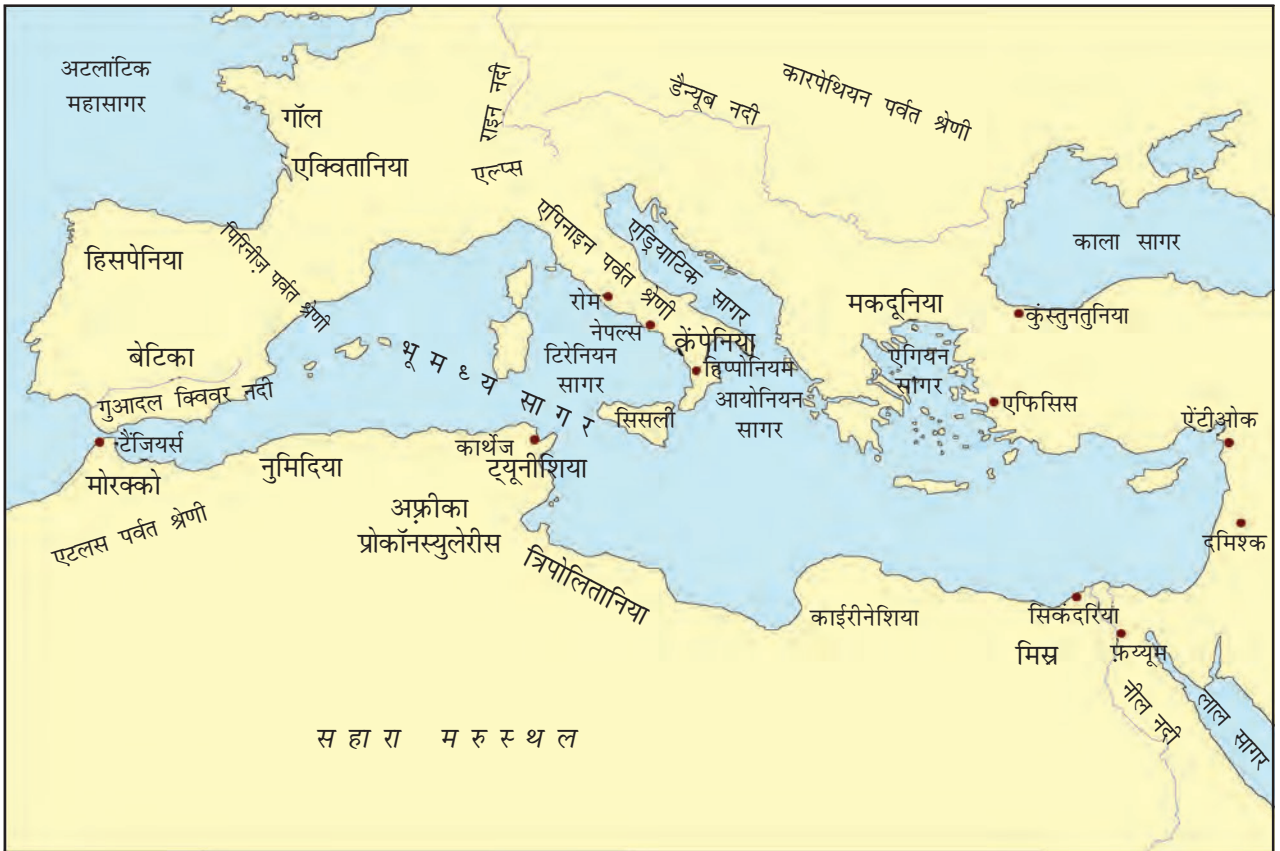 अटलांटिक
महासागर
गॉल
एक्वितानिया
राइन नदी
एल्प्स
डैन्यूब नदी
कारपेथियन पर्वत श्रेणी
हिसपेनिया
पिरिनीज़ पर्वत श्रेणी
एपिनाइन पर्वत श्रेणी
एड्रियाटिक सागर
काला सागर
रोम
नेपल्स
केंपेनिया
मकदूनिया
कुंस्तुनतुनिया
बेटिका
भूमध्य सागर
टिरेनियन
सागर
हिप्पोनियम
आयोनियन
सागर
एगियन
सागर
एफिसिस
गुआदल क्विवर नदी
सिसली
ऐंटीओक
टैंजियर्स
मोरक्को
नुमिदिया
कार्थेज
ट्यूनीशिया
एटलस पर्वत श्रेणी
अफ़्रीका
प्रोकॉनस्युलेरीस
त्रिपोलितानिया
दमिश्क
काईरीनेशिया
सिकंदरिया
मिस्र
फ़य्यूम
नील नदी
लाल सागर
सहारा मरुस्थल